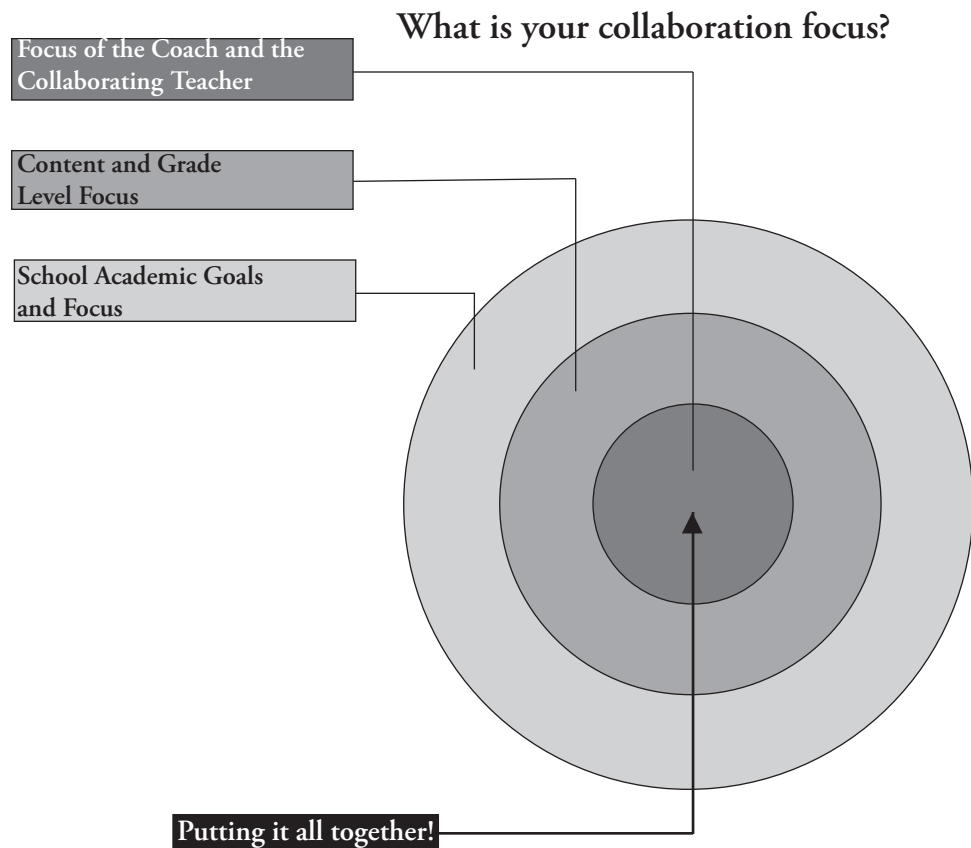 What is your collaboration focus?
Focus of the Coach and the
Collaborating Teacher
Content and Grade
Level Focus
School Academic Goals
and Focus
Putting it all together!